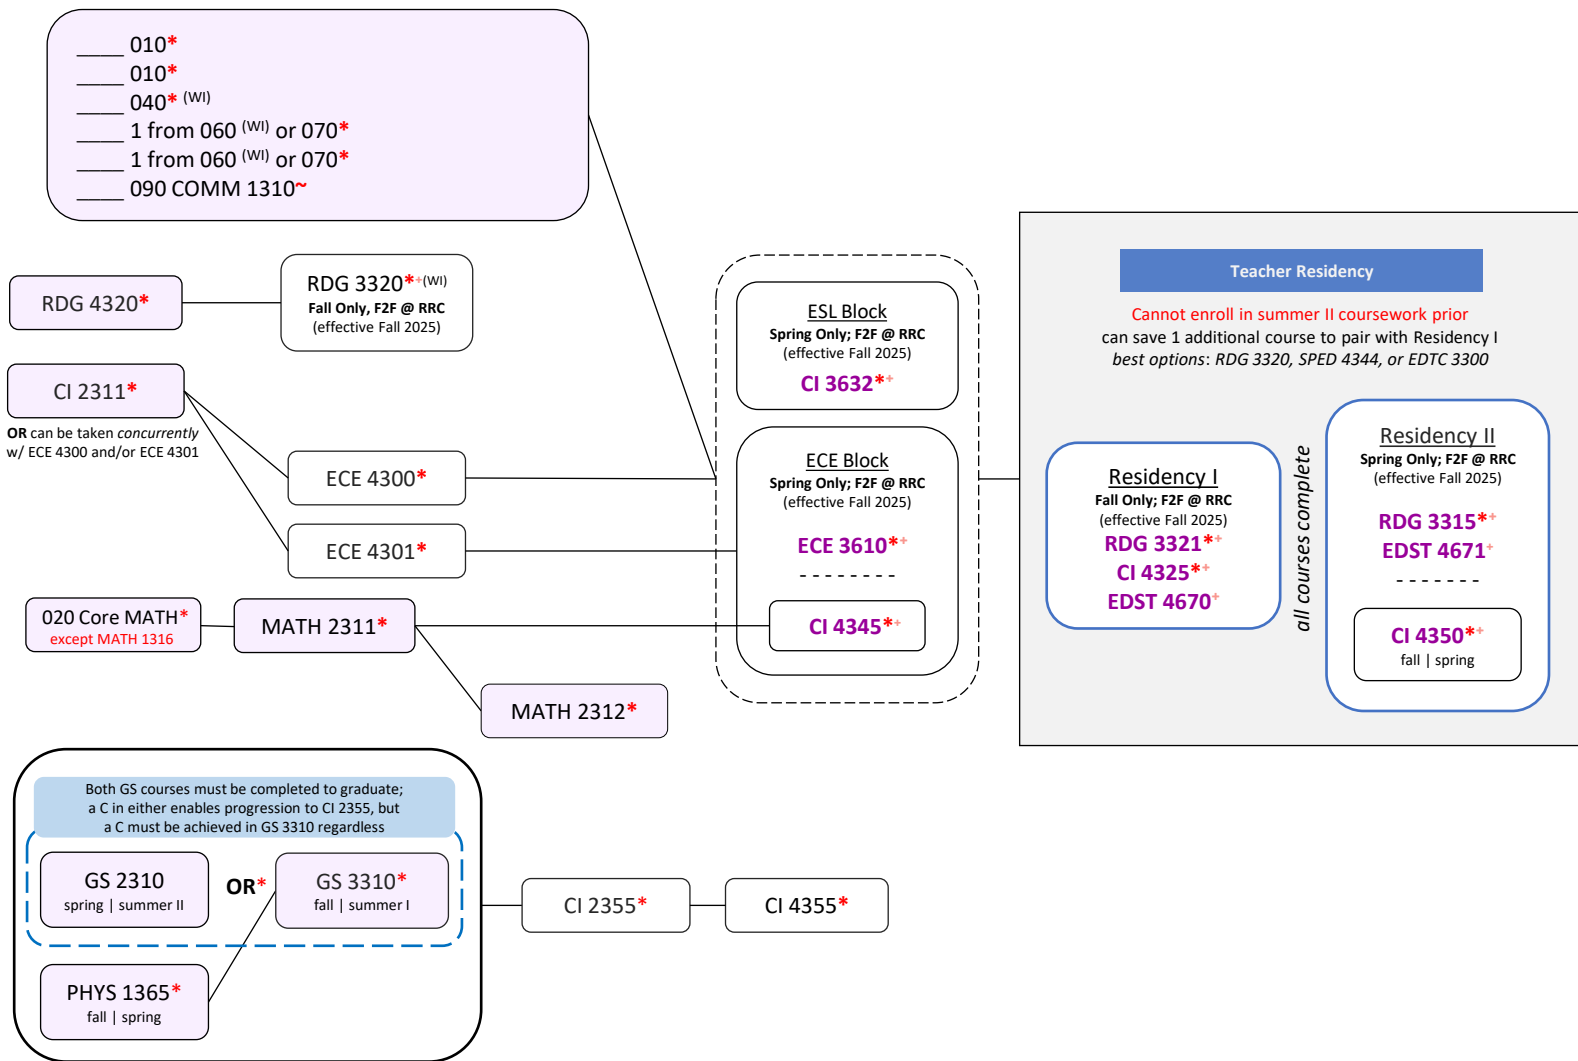 ____ 010*
____ 010*
____ 040* (WI)
____ 1 from 060 (WI) or 070*
____ 1 from 060 (WI) or 070*
____ 090 COMM 1310~
RDG 4320*
RDG 3320*+(WI)
Fall Only, F2F @ RRC
(effective Fall 2025)
CI 2311*
OR can be taken concurrently
w/ ECE 4300 and/or ECE 4301
ECE 4300*
ECE 4301*
020 Core MATH*
except MATH 1316
MATH 2311*
MATH 2312*
ESL Block
Spring Only; F2F @ RRC
(effective Fall 2025)
CI 3632*+
ECE Block
Spring Only; F2F @ RRC
(effective Fall 2025)
ECE 3610*+
- - - - - - - -
CI 4345*+
Teacher Residency
Cannot enroll in summer II coursework prior
can save 1 additional course to pair with Residency I
best options: RDG 3320, SPED 4344, or EDTC 3300
Residency I
Fall Only; F2F @ RRC
(effective Fall 2025)
RDG 3321*+
CI 4325*+
EDST 4670+
all courses complete
Residency II
Spring Only; F2F @ RRC
(effective Fall 2025)
RDG 3315*+
EDST 4671+
- - - - - - -
CI 4350*+
fall | spring
Both GS courses must be completed to graduate;
a C in either enables progression to CI 2355, but
a C must be achieved in GS 3310 regardless
GS 2310
spring | summer II
OR*
GS 3310*
fall | summer I
PHYS 1365*
fall | spring
CI 2355*
CI 4355*